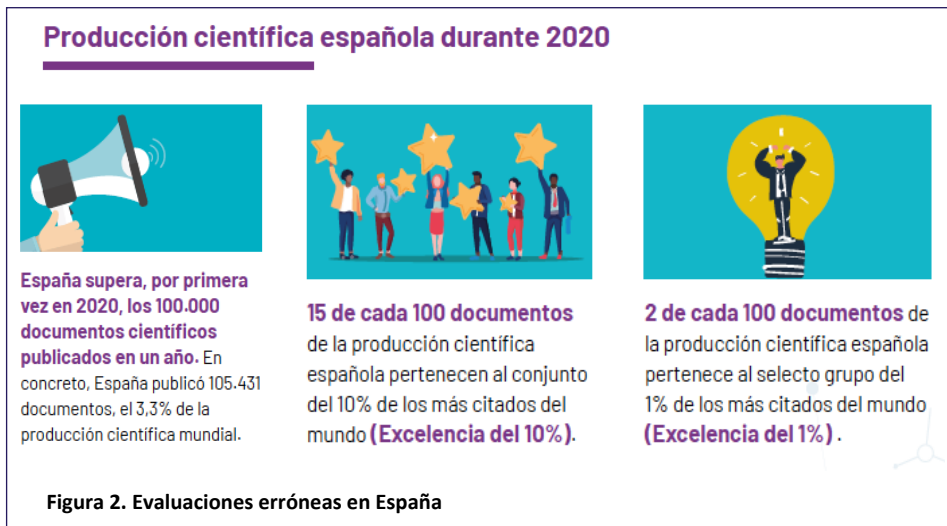 Producción científica española durante 2020
España supera, por primera
vez en 2020, los 100.000
documentos científicos
publicados en un año. En
concreto, España publicó 105.431
documentos, el 3,3% de la
producción científica mundial.
15 de cada 100 documentos
de la producción científica
española pertenecen al conjunto
del 10% de los más citados del
mundo (Excelencia del 10%).
2 de cada 100 documentos de
la producción científica española
pertenece al selecto grupo del
1% de los más citados del mundo
(Excelencia del 1%) .
Figura 2. Evaluaciones erróneas en España